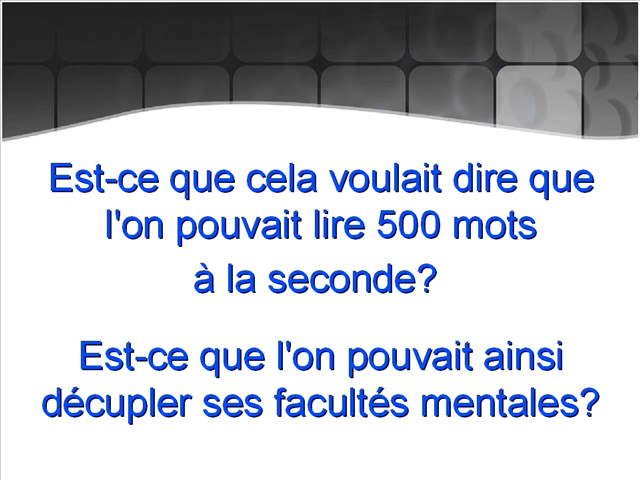 Est-ce que cela voulait dire que
l'on pouvait lire 500 mots
à la seconde?
Est-ce que l'on pouvait ainsi
décupler ses facultés mentales?